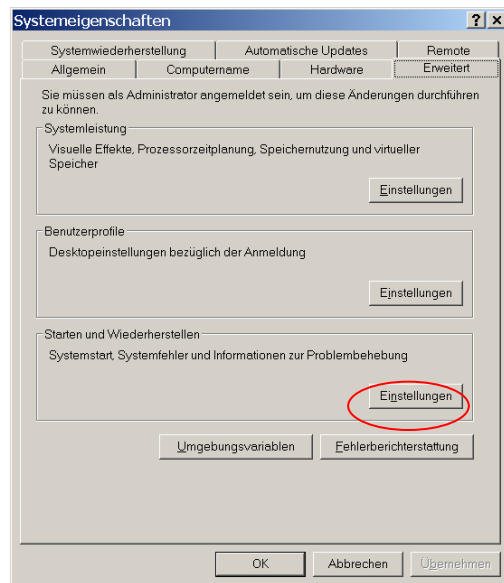 Systemeigenschaften
Systemwiederherstellung Automatische Updates Remote
Allgemein Computername Hardware Erweitert
Sie müssen als Administrator angemeldet sein, um diese Änderungen durchführen
zu können.
Systemleistung
Visuelle Effekte, Prozessorzeitplanung, Speichernutzung und virtueller
Speicher
Einstellungen
Benutzerprofile
Desktopeinstellungen bezüglich der Anmeldung
Einstellungen
Starten und Wiederherstellen
Systemstart, Systemfehler und Informationen zur Problembehebung
Einstellungen
Umgebungsvariablen Fehlerberichterstattung
OK Abbrechen Übernehmen